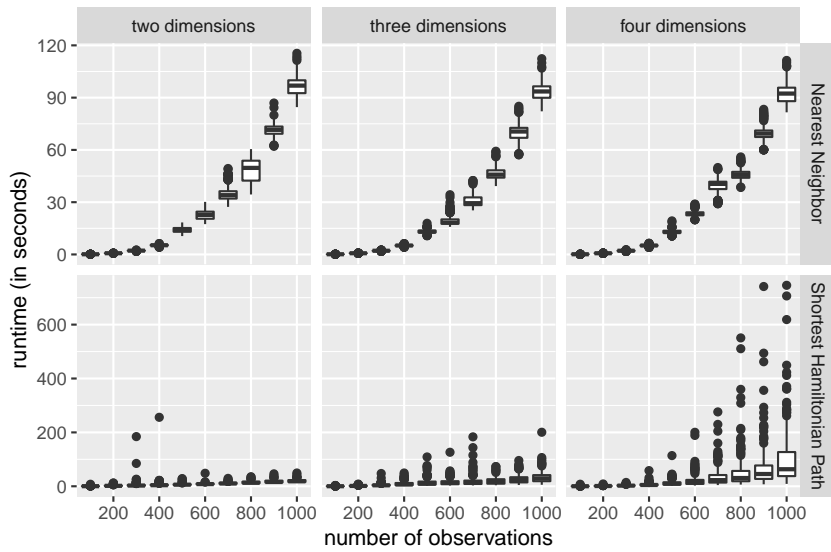 two dimensions three dimensions four dimensions
120
90
60
30
0
Nearest Neighbor
runtime (in seconds)
600
400
200
0
Shortest Hamiltonian Path
200 400 600 800 1000 200 400 600 800 1000 200 400 600 800 1000
number of observations